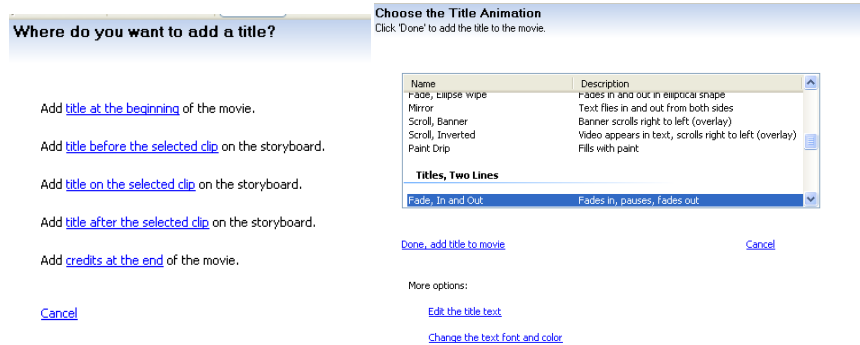 Where do you want to add a title?
Add title at the beginning of the movie.
Add title before the selected clip on the storyboard.
Add title on the selected clip on the storyboard.
Add title after the selected clip on the storyboard.
Add credits at the end of the movie.
Cancel
Choose the Title Animation
Click 'Done' to add the title to the movie.
Name Description
Fade, Ellipse Wipe Fades in and out in elliptical shape
Mirror Text flies in and out from both sides
Scroll, Banner Banner scrolls right to left (overlay)
Scroll, Inverted Video appears in text, scrolls right to left (overlay)
Paint Drip Fills with paint
Titles, Two Lines
Fade, In and Out Fades in, pauses, fades out
Done, add title to movie Cancel
More options:
Edit the title text
Change the text font and color